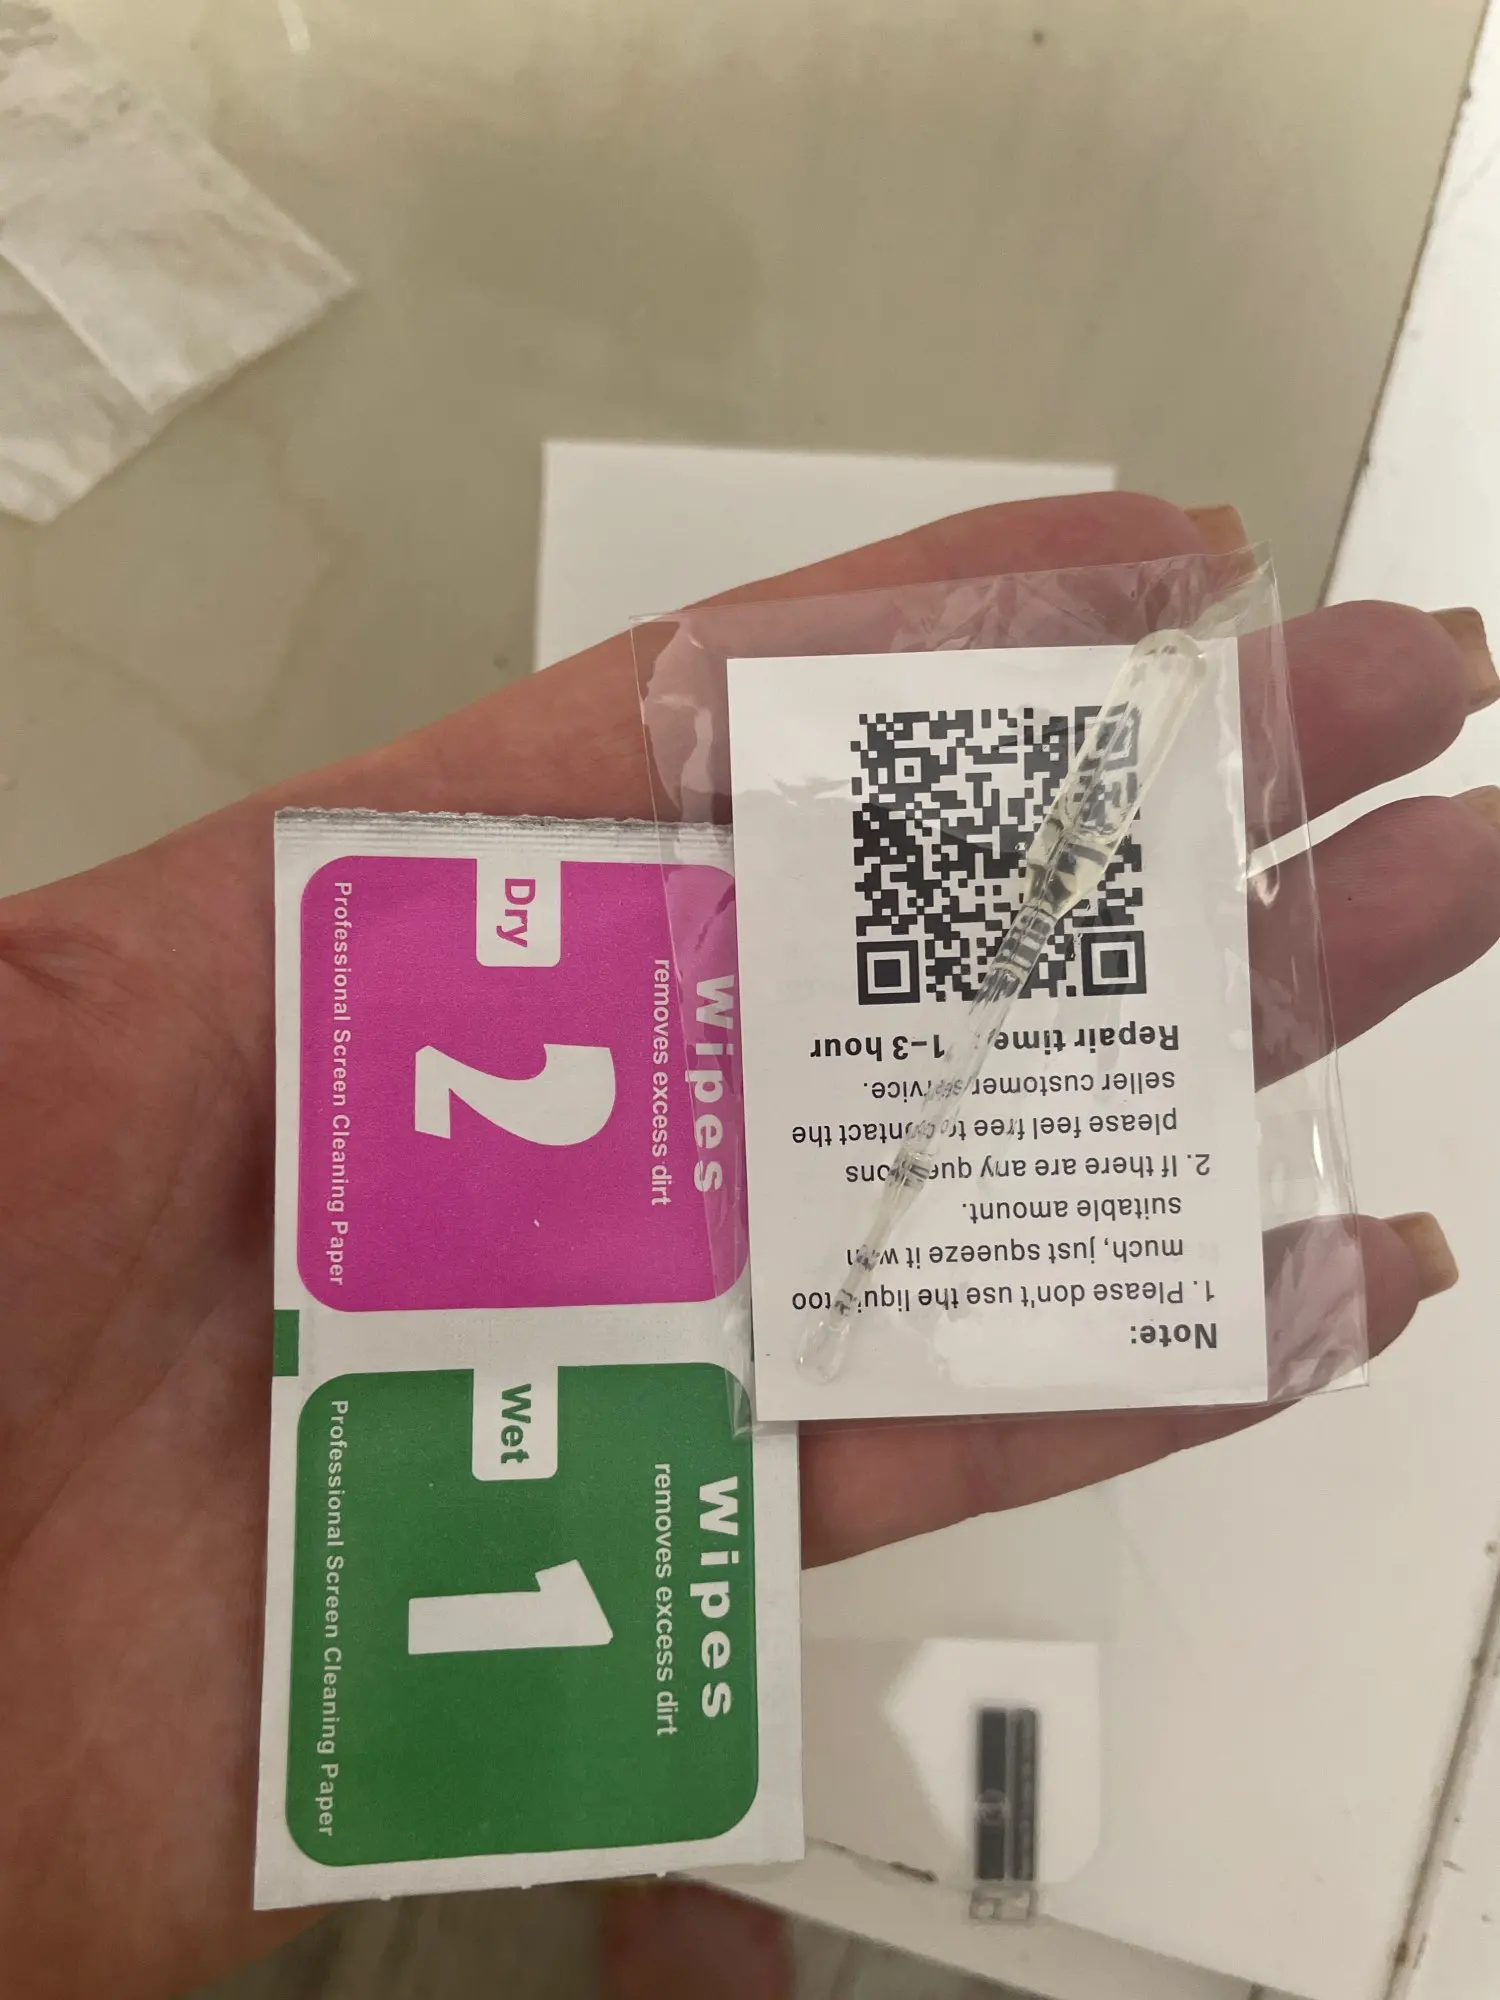 Note:
1. Please don't use the liquid too
much, just squeeze it with
suitable amount.
2. If there are any questions
please feel free to contact the
seller customer service.
Repair time: 1-3 hour
Wipes
removes excess dirt
2
Dry
Professional Screen Cleaning Paper
Wipes
removes excess dirt
1
Wet
Professional Screen Cleaning Paper